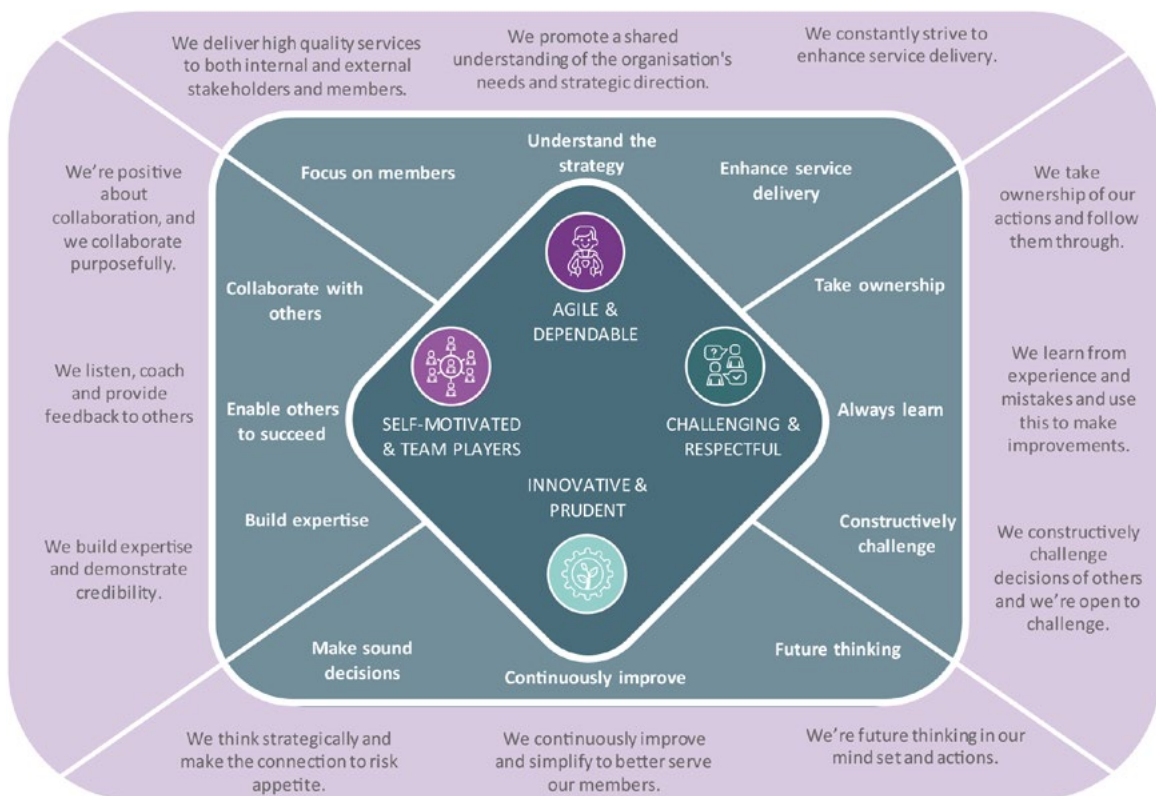 We deliver high quality services
to both internal and external
stakeholders and members.
We promote a shared
understanding of the organisation's
needs and strategic direction.
We constantly strive to
enhance service delivery.
Focus on members
Understand the
strategy
Enhance service
delivery
We're positive
about
collaboration, and
we collaborate
purposefully.
We listen, coach
and provide
feedback to others
We build expertise
and demonstrate
credibility.
Collaborate with
others
Enable others
to succeed
Build expertise
AGILE &
DEPENDABLE
SELF-MOTIVATED
& TEAM PLAYERS
CHALLENGING &
RESPECTFUL
INNOVATIVE &
PRUDENT
Take ownership
Always learn
Constructively
challenge
We take
ownership of our
actions and follow
them through.
We learn from
experience and
mistakes and use
this to make
improvements.
We constructively
challenge
decisions of others
and we're open to
challenge.
Make sound
decisions
Continuously improve
Future thinking
We think strategically and
make the connection to risk
appetite.
We continuously improve
and simplify to better serve
our members.
We're future thinking in our
mind set and actions.